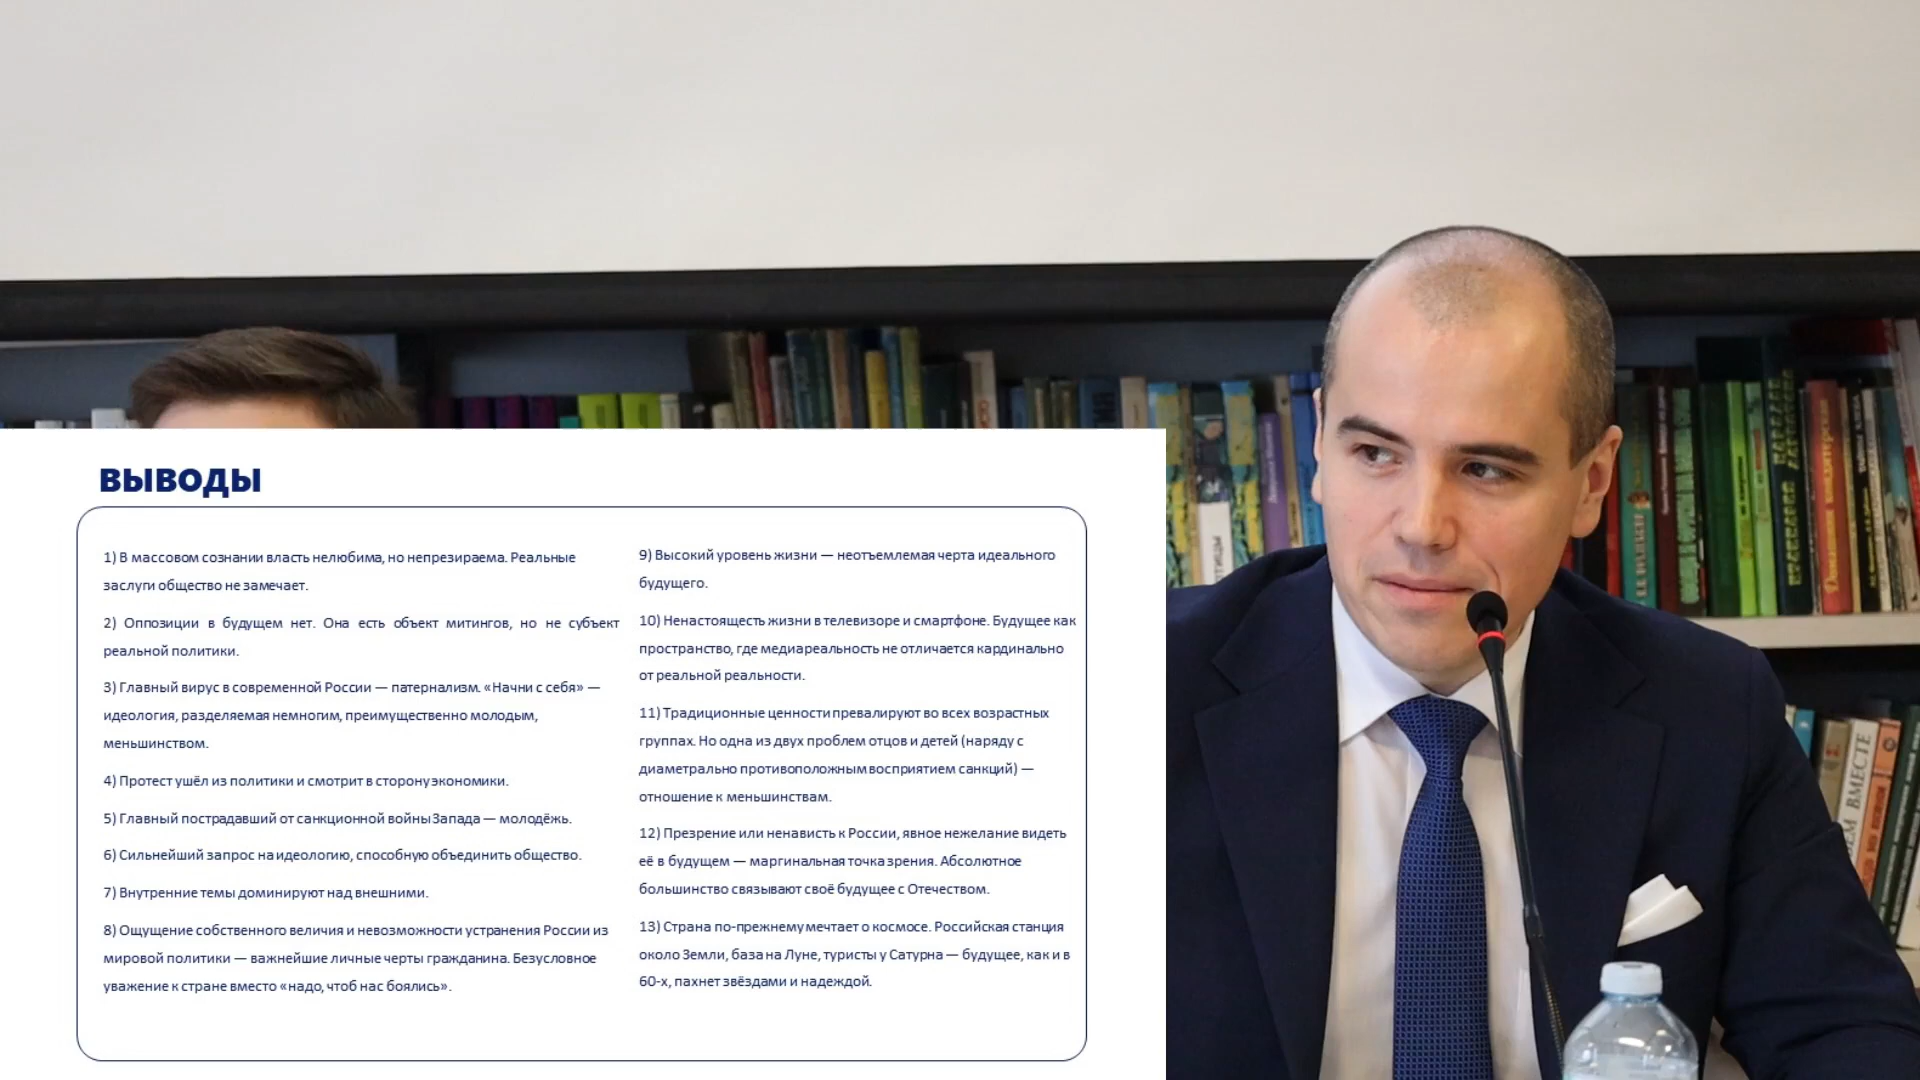 ВЫВОДЫ
1) В массовом сознании власть нелюбима, но непрезираема. Реальные
заслуги общество не замечает.
2) Оппозиции в будущем нет. Она есть объект митингов, но не субъект
реальной политики.
3) Главный вирус в современной России — патернализм. «Начни с себя» —
идеология, разделяемая немногим, преимущественно молодым,
меньшинством.
4) Протест ушёл из политики и смотрит в сторону экономики.
5) Главный пострадавший от санкционной войны Запада — молодёжь.
6) Сильнейший запрос на идеологию, способную объединить общество.
7) Внутренние темы доминируют над внешними.
8) Ощущение собственного величия и невозможности устранения России из
мировой политики — важнейшие личные черты гражданина. Безусловное
уважение к стране вместо «надо, чтоб нас боялись».
9) Высокий уровень жизни — неотъемлемая черта идеального
будущего.
10) Ненастоящесть жизни в телевизоре и смартфоне. Будущее как
пространство, где медиареальность не отличается кардинально
от реальной реальности.
11) Традиционные ценности превалируют во всех возрастных
группах. Но одна из двух проблем отцов и детей (наряду с
диаметрально противоположным восприятием санкций) —
отношение к меньшинствам.
12) Презрение или ненависть к России, явное нежелание видеть
её в будущем — маргинальная точка зрения. Абсолютное
большинство связывают своё будущее с Отечеством.
13) Страна по-прежнему мечтает о космосе. Российская станция
около Земли, база на Луне, туристы у Сатурна — будущее, как и в
60-х, пахнет звёздами и надеждой.
ВМЕСТЕ